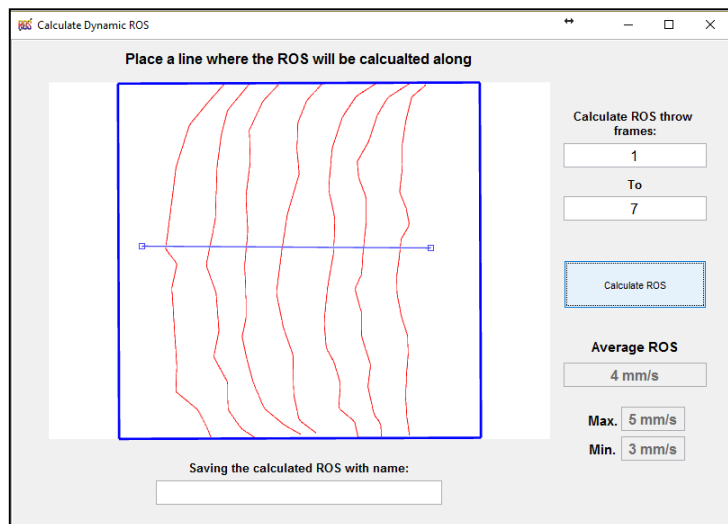 Calculate Dynamic ROS
Place a line where the ROS will be calcualted along
Calculate ROS throw
frames:
1
To
7
Calculate ROS
Average ROS
4 mm/s
Max. 5 mm/s
Min. 3 mm/s
Saving the calculated ROS with name: